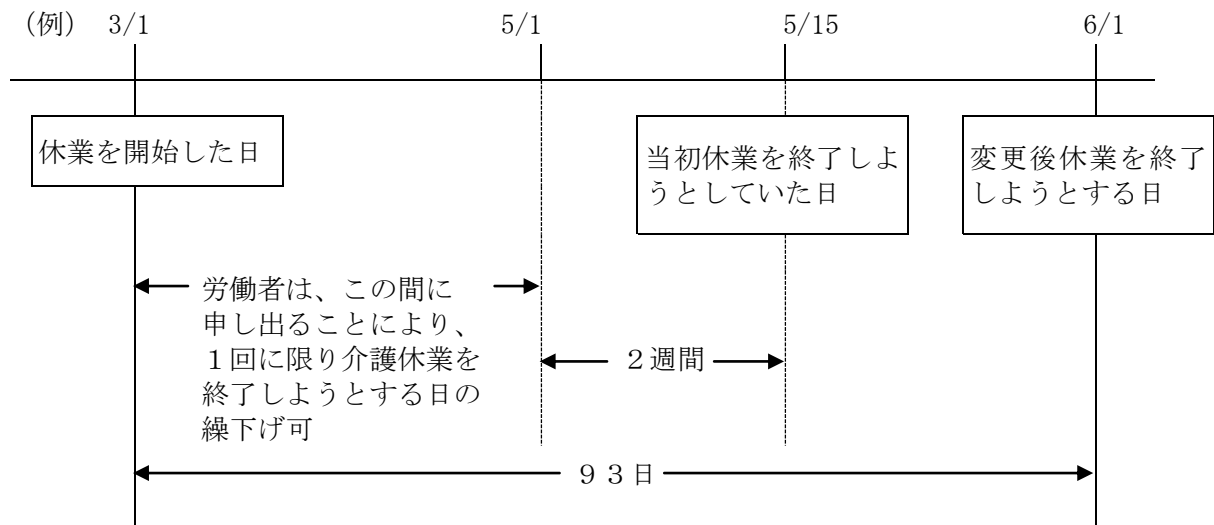 （例） 3/1 5/1 5/15 6/1
休業を開始した日
当初休業を終了しよ
うとしていた日
変更後休業を終了
しようとする日
労働者は、この間に
申し出ることにより、
１回に限り介護休業を
終了しようとする日の
繰下げ可
２週間
９３日